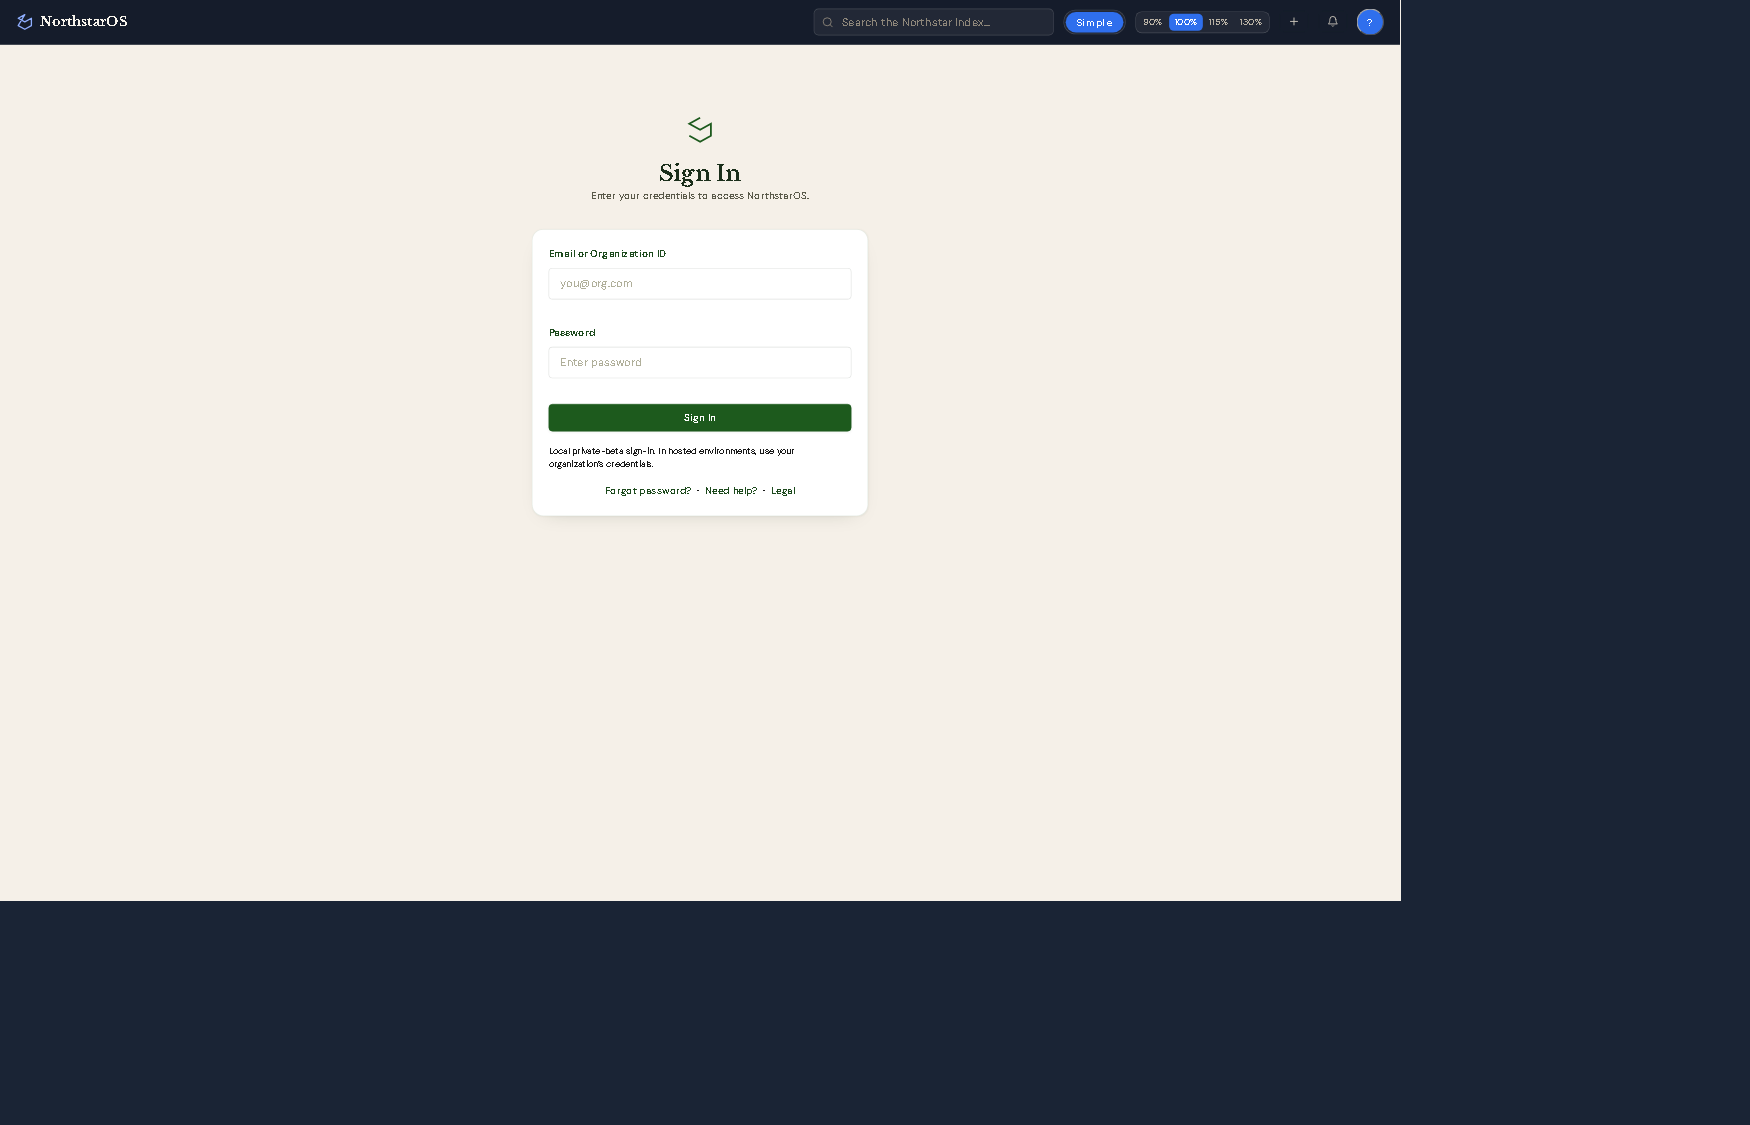 NorthstarOS
Search the Northstar Index...
Simple
90% 100% 115% 130%
?
Sign In
Enter your credentials to access NorthstarOS.
Email or Organization ID
you@org.com
Password
Enter password
Sign In
Local private-beta sign-in. In hosted environments, use your
organization's credentials.
Forgot password? · Need help? · Legal